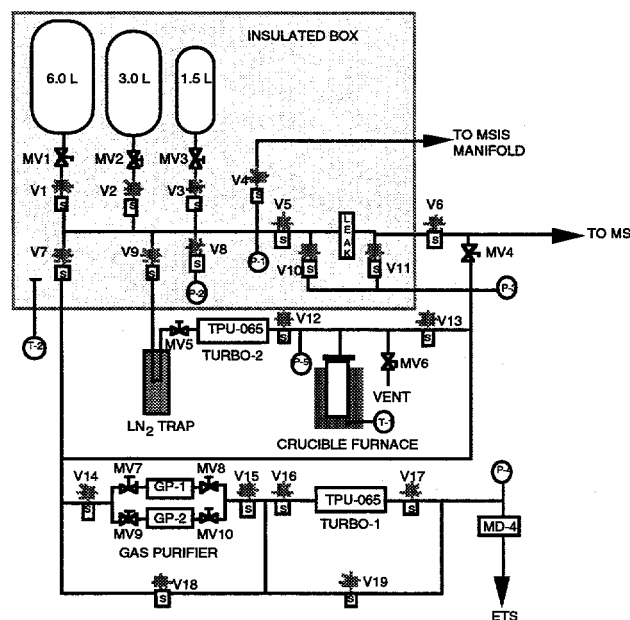 INSULATED BOX
6.0 L
3.0 L
1.5 L
TO MSIS
MANIFOLD
MV1
MV2
MV3
V1
V2
V3
V4
V5
V6
S
S
S
S
S
S
LEAK
TO MS
V7
V9
V8
V10
V11
MV4
S
S
S
S
S
P-1
P-2
T-2
V12
V13
S
S
MV5
TPU-065
TURBO-2
P-5
MV6
VENT
T-
LN2 TRAP
CRUCIBLE FURNACE
V14
MV7
GP-1
MV8
V15
V16
V17
S
S
S
S
TPU-065
TURBO-1
MV9
GP-2
MV10
GAS PURIFIER
MD-4
V18
V19
S
S
ETS